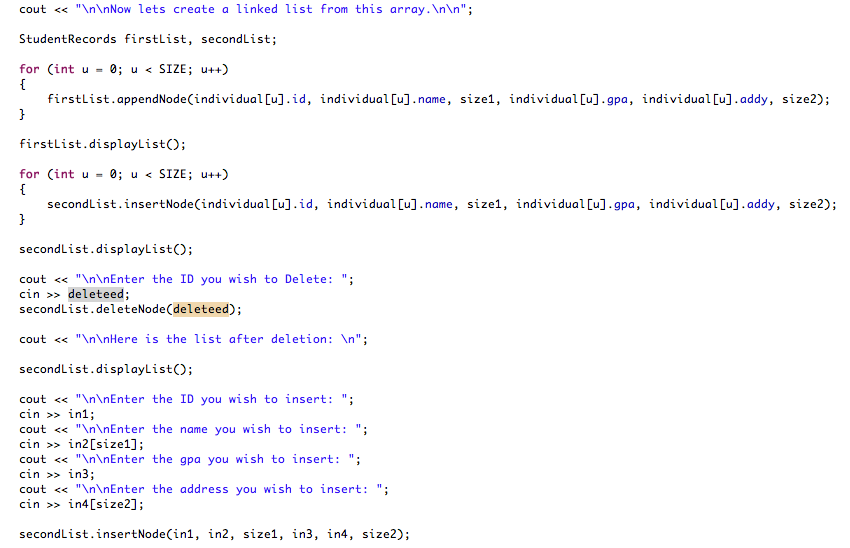 cout << "\n\nNow lets create a linked list from this array.\n\n";
StudentRecords firstList, secondList;
for (int u = 0; u < SIZE; u++)
{
firstList.appendNode(individual[u].id, individual[u].name, size1, individual[u].gpa, individual[u].addy, size2);
}
firstList.displayList();
for (int u = 0; u < SIZE; u++)
{
secondList.insertNode(individual[u].id, individual[u].name, size1, individual[u].gpa, individual[u].addy, size2);
}
secondList.displayList();
cout << "\n\nEnter the ID you wish to Delete: ";
cin >> deleteed;
secondList.deleteNode(deleteed);
cout << "\n\nHere is the list after deletion: \n";
secondList.displayList();
cout << "\n\nEnter the ID you wish to insert: ";
cin >> in1;
cout << "\n\nEnter the name you wish to insert: ";
cin >> in2[size1];
cout << "\n\nEnter the gpa you wish to insert: ";
cin >> in3;
cout << "\n\nEnter the address you wish to insert: ";
cin >> in4[size2];
secondList.insertNode(in1, in2, size1, in3, in4, size2);